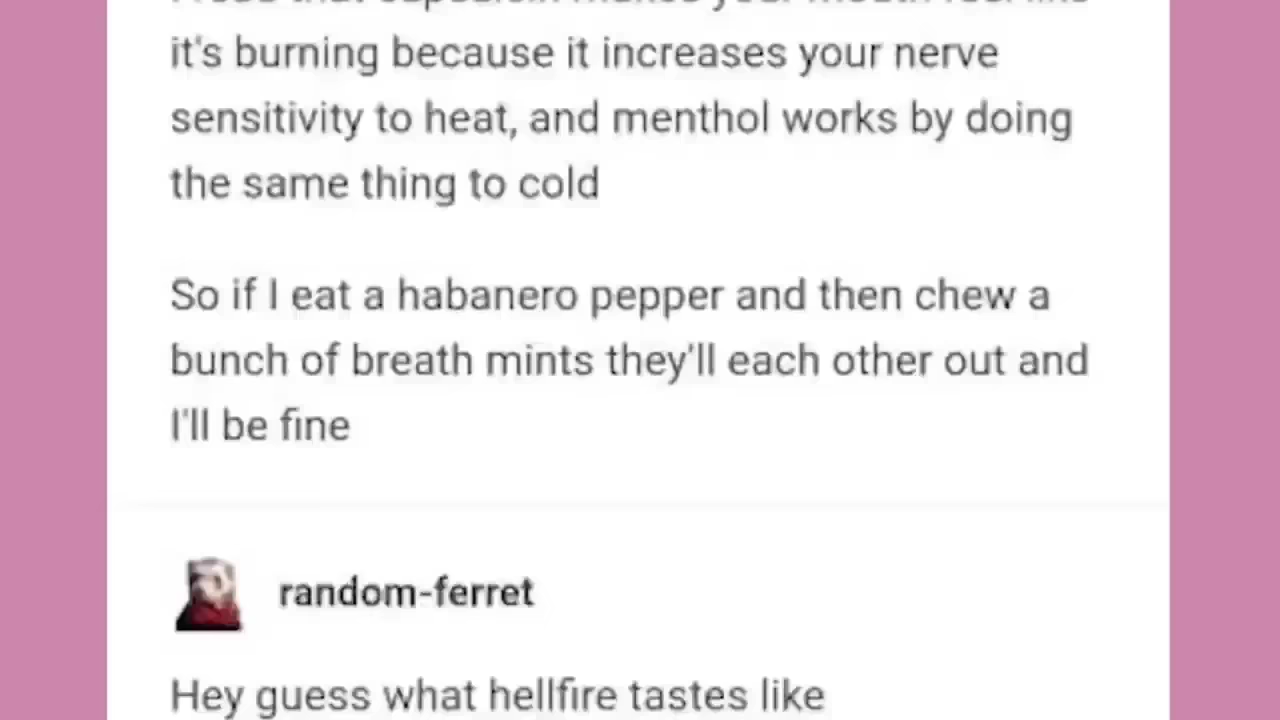 it's burning because it increases your nerve
sensitivity to heat, and menthol works by doing
the same thing to cold
So if I eat a habanero pepper and then chew a
bunch of breath mints they'll each other out and
I'll be fine
random-ferret
Hey guess what hellfire tastes like